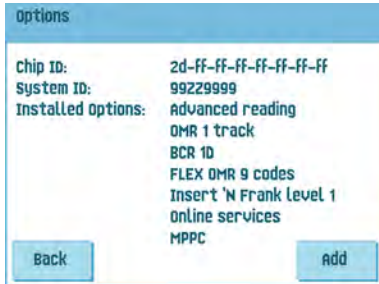 Options
Chip ID: 2d-ff-ff-ff-ff-ff-ff-ff
System ID: 99ZZ9999
Installed Options: Advanced reading
OMR 1 track
BCR 1D
FLEX OMR 9 codes
Insert 'N Frank level 1
Online services
MPPC
Back Add